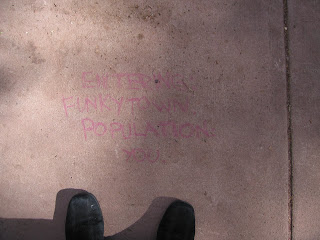 ENTERING
FUNKYTOWN
POPULATION
YOU.